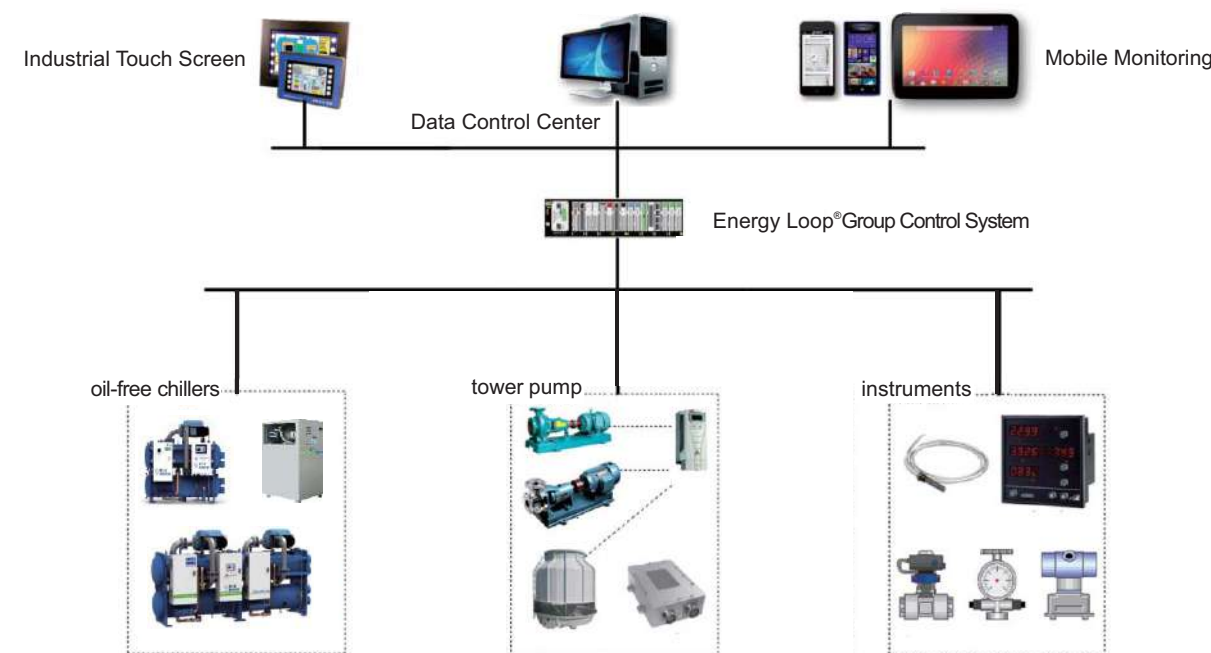 Industrial Touch Screen
Mobile Monitoring
Data Control Center
Energy Loop®Group Control System
oil-free chillers
tower pump
instruments